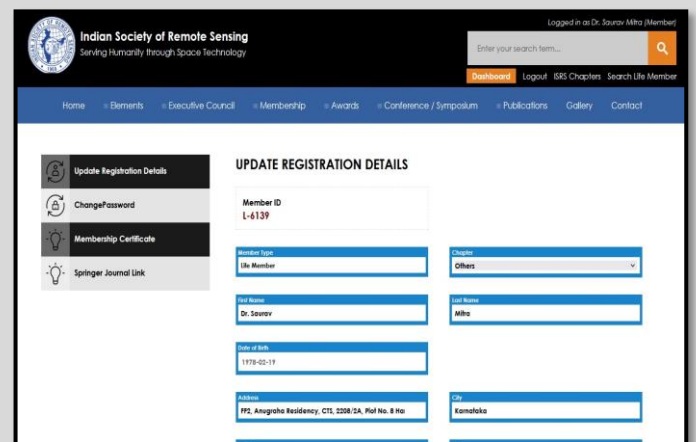 Logged in as Dr. Saurav Mitra (Member)
Indian Society of Remote Sensing
Serving Humanity through Space Technology
Enter your search term...
Dashboard Logout ISRS Chapters Search Life Member
Home Elements Executive Council Membership Awards Conference / Symposium Publications Gallery Contact
Update Registration Details
ChangePassword
Membership Certificate
Springer Journal Link
UPDATE REGISTRATION DETAILS
Member ID
L-6139
Member Type
Life Member
Chapter
Others
First Name
Dr. Saurav
Last Name
Mitra
Date of Birth
1978-02-19
Address
FP2, Anugraha Residency, CTS, 2208/2A, Plot No. 8 Ha
City
Karnataka